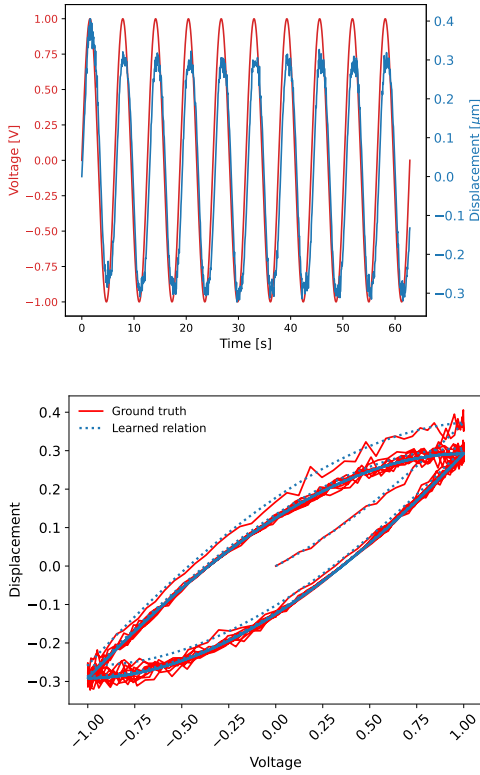 1.00
0.75
0.50
0.25
0.00
−0.25
−0.50
−0.75
−1.00
Voltage [V]
0.4
0.3
0.2
0.1
0.0
−0.1
−0.2
−0.3
Displacement [μm]
0 10 20 30 40 50 60
Time [s]
Ground truth
Learned relation
0.4
0.3
0.2
0.1
0.0
−0.1
−0.2
−0.3
Displacement
−1.00 −0.75 −0.50 −0.25 0.00 0.25 0.50 0.75 1.00
Voltage